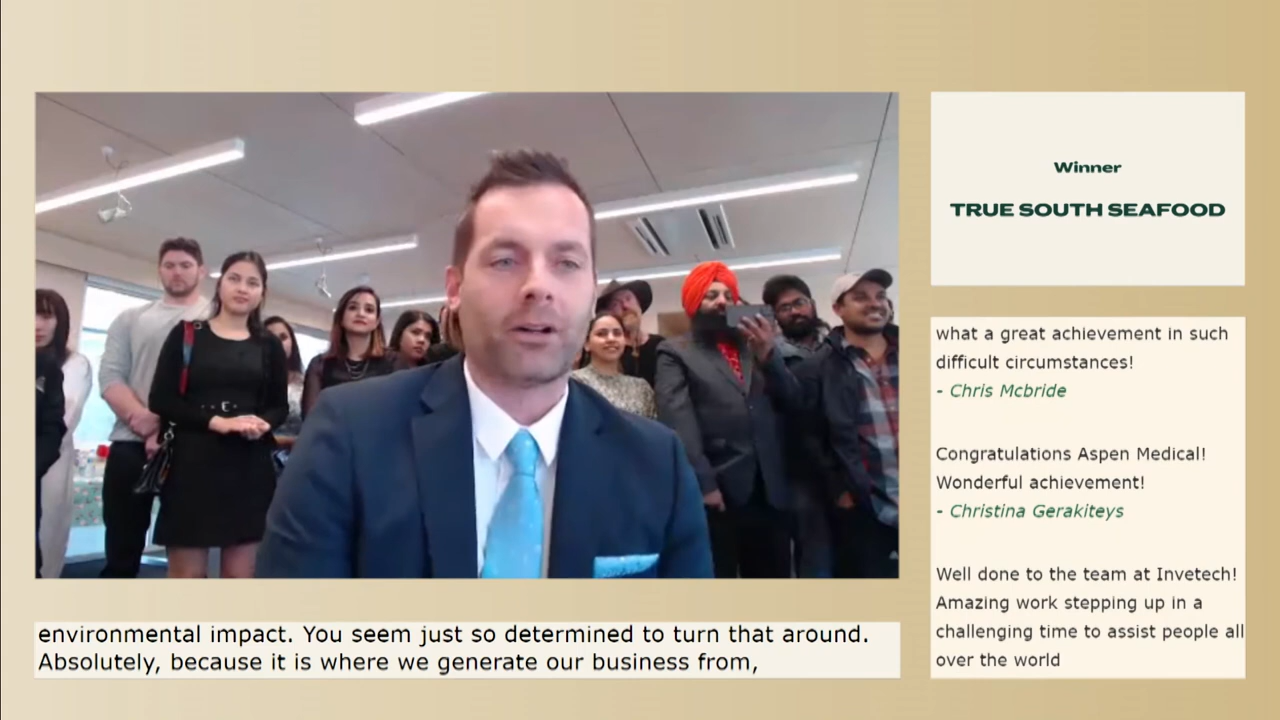 Winner
TRUE SOUTH SEAFOOD
what a great achievement in such
difficult circumstances!
- Chris Mcbride
Congratulations Aspen Medical!
Wonderful achievement!
- Christina Gerakiteys
Well done to the team at Invetech!
Amazing work stepping up in a
challenging time to assist people all
over the world
environmental impact. You seem just so determined to turn that around.
Absolutely, because it is where we generate our business from,